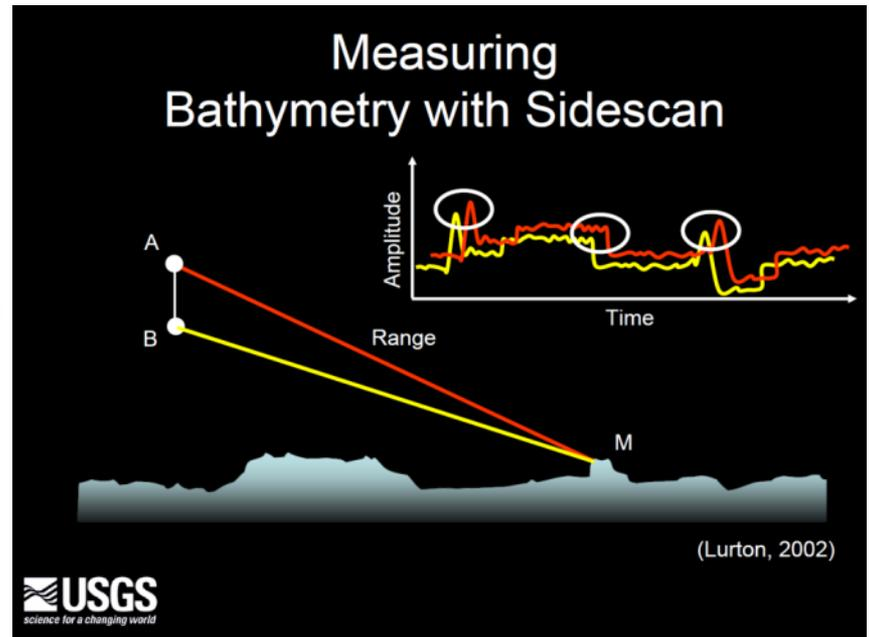 Measuring
Bathymetry with Sidescan
Amplitude
Time
A
B
Range
M
(Lurton, 2002)
USGS
science for a changing world